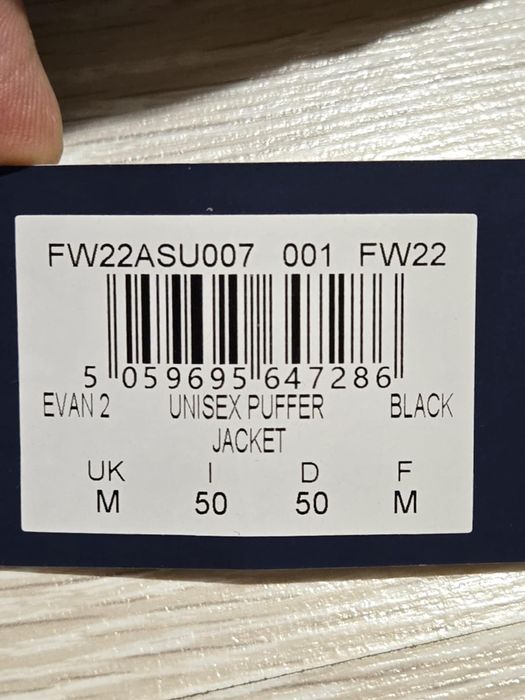 FW22ASU007 001 FW22
5 059695 647286
EVAN 2 UNISEX PUFFER JACKET BLACK
UK I D F
M 50 50 M